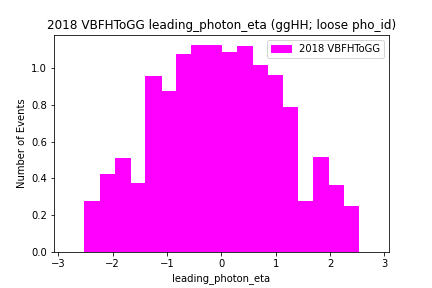 2018 VBFHToGG leading_photon_eta (ggHH; loose pho_id)
2018 VBFHToGG
Number of Events
1.0
0.8
0.6
0.4
0.2
0.0
−3 −2 −1 0 1 2 3
leading_photon_eta